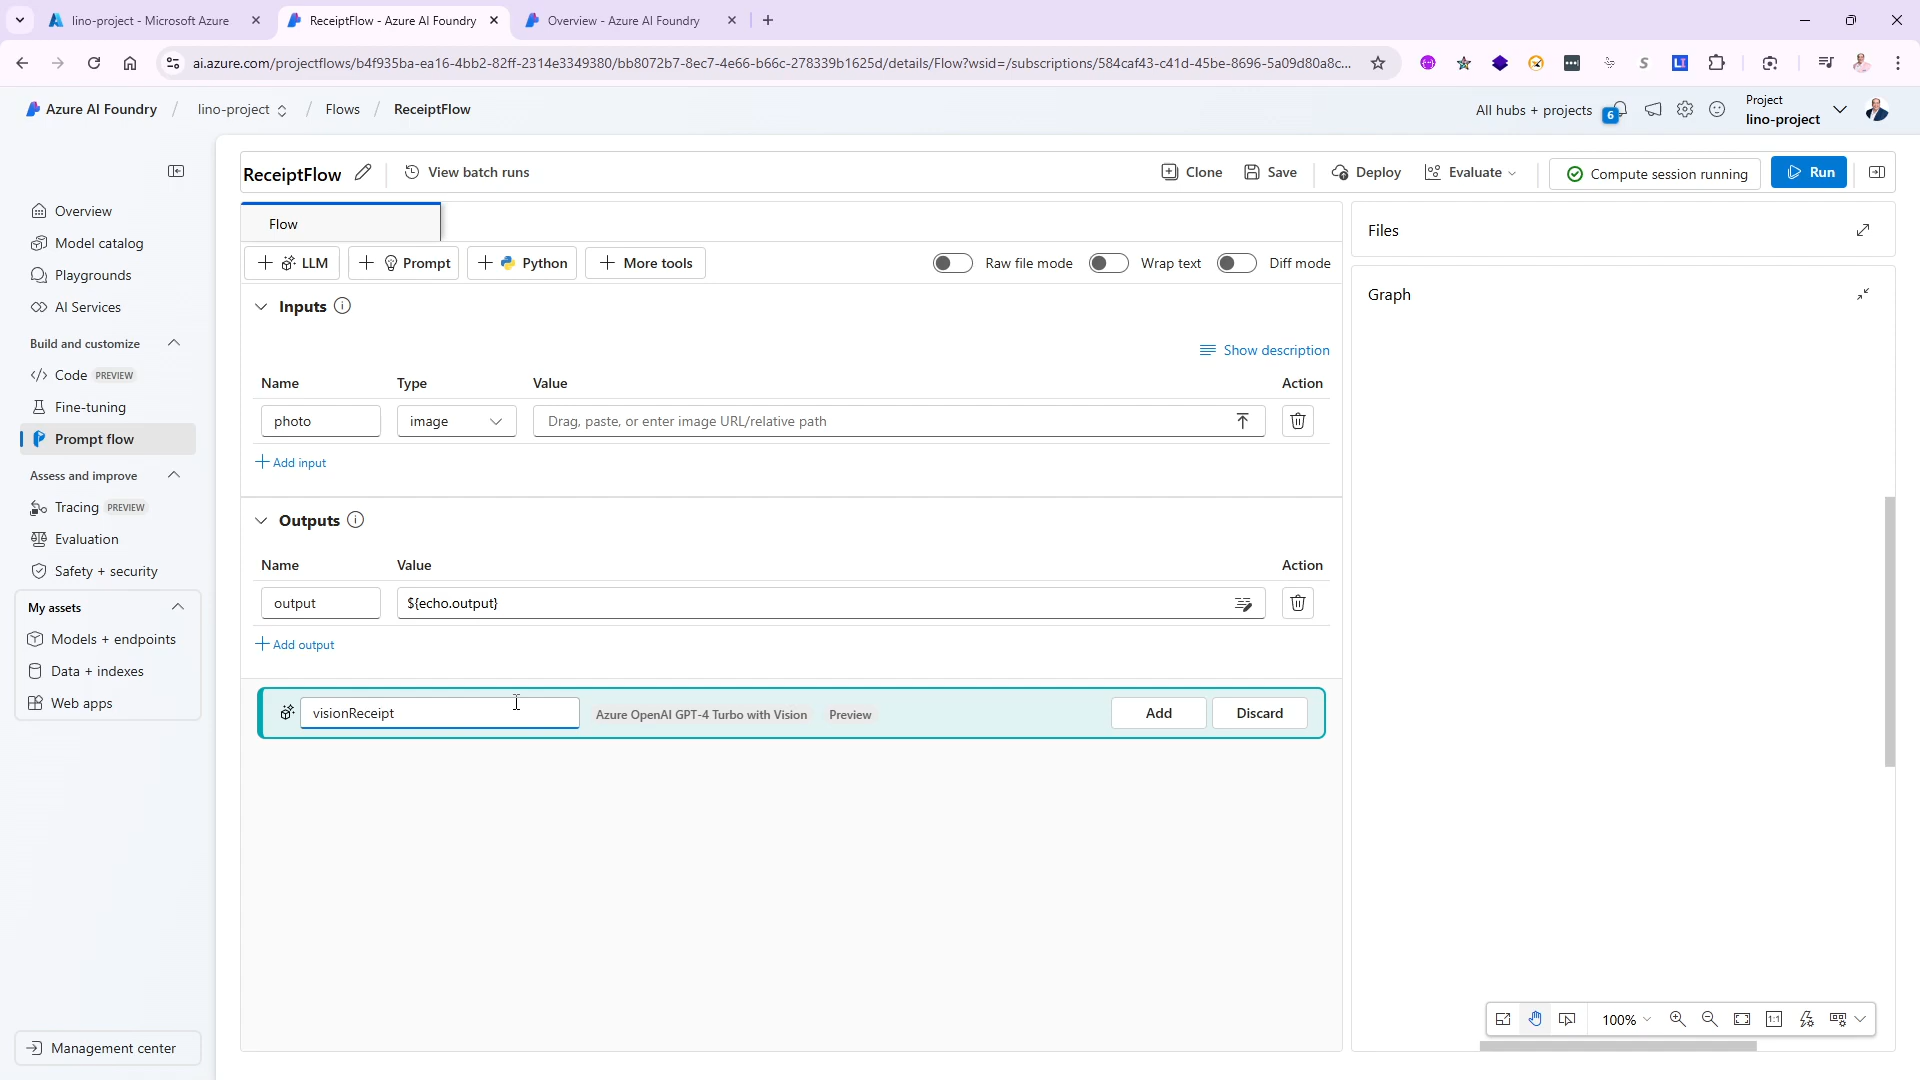 lino-project - Microsoft Azure
ReceiptFlow - Azure AI Foundry
Overview - Azure AI Foundry
ai.azure.com/projectflows/b4f935ba-ea16-4bb2-82ff-2314e3349380/bb8072b7-8ec7-4e66-b66c-278339b1625d/details/Flow?wsid=/subscriptions/584caf43-c41d-45be-8696-5a09d80a8c...
Azure AI Foundry / lino-project / Flows / ReceiptFlow
All hubs + projects
6
Project
lino-project
ReceiptFlow
View batch runs
Clone
Save
Deploy
Evaluate
Compute session running
Run
Overview
Model catalog
Playgrounds
AI Services
Build and customize
Code PREVIEW
Fine-tuning
Prompt flow
Assess and improve
Tracing PREVIEW
Evaluation
Safety + security
My assets
Models + endpoints
Data + indexes
Web apps
Management center
Flow
LLM
Prompt
Python
More tools
Raw file mode
Wrap text
Diff mode
Inputs
Show description
Name Type Value Action
photo image Drag, paste, or enter image URL/relative path
Add input
Outputs
Name Value Action
output ${echo.output}
Add output
visionReceipt Azure OpenAI GPT-4 Turbo with Vision Preview Add Discard
Files
Graph
100%
1:1